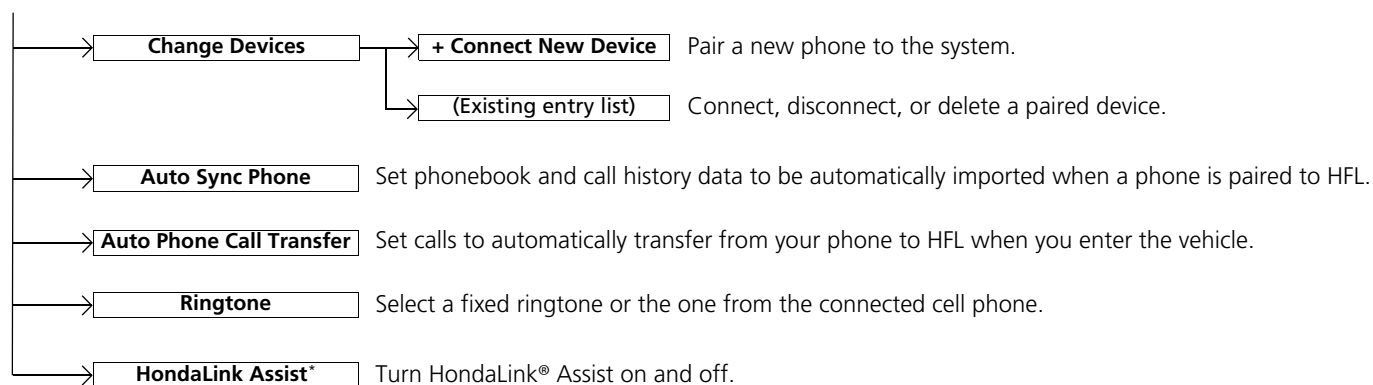 Change Devices
+ Connect New Device Pair a new phone to the system.
(Existing entry list) Connect, disconnect, or delete a paired device.
Auto Sync Phone Set phonebook and call history data to be automatically imported when a phone is paired to HFL.
Auto Phone Call Transfer Set calls to automatically transfer from your phone to HFL when you enter the vehicle.
Ringtone Select a fixed ringtone or the one from the connected cell phone.
HondaLink Assist* Turn HondaLink® Assist on and off.